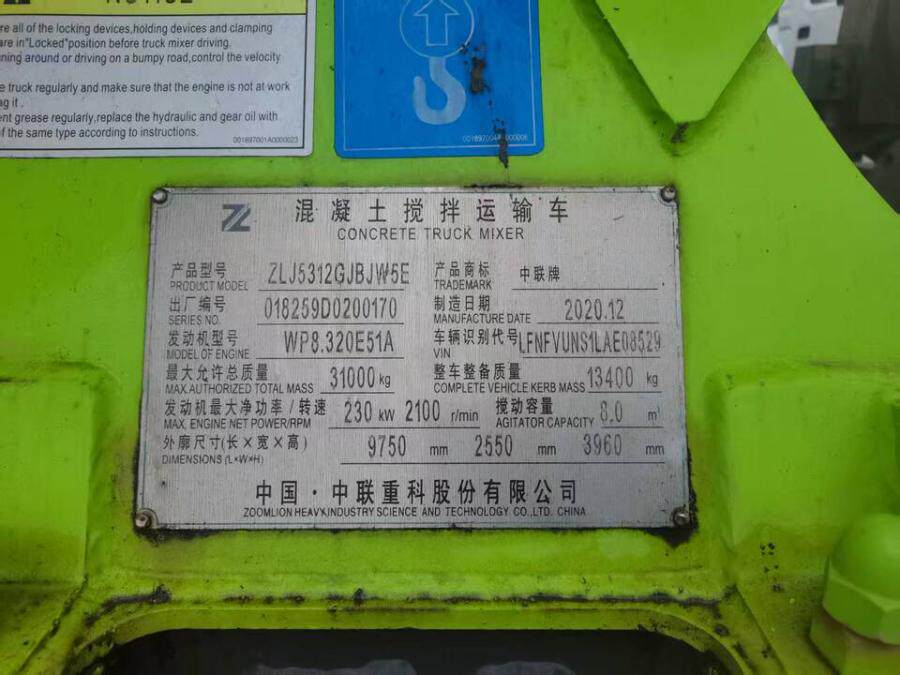 re all of the locking devices,holding devices and clamping
are in"Locked"position before truck mixer driving.
ning around or driving on a bumpy road,control the velocity
e truck regularly and make sure that the engine is not at work
ag it .
ent grease regularly,replace the hydraulic and gear oil with
of the same type according to instructions.
001697001A0000023
混凝土搅拌运输车
CONCRETE TRUCK MIXER
产品型号 ZLJ5312GJBJW5E 产品商标 中联牌
PRODUCT MODEL TRADEMARK
出厂编号 018259D0200170 制造日期 2020.12
SERIES NO. MANUFACTURE DATE
发动机型号 WP8.320E51A 车辆识别代号 LFNFVUNS1LAE08529
MODEL OF ENGINE VIN
最大允许总质量 31000 kg 整车整备质量 13400 kg
MAX.AUTHORIZED TOTAL MASS COMPLETE VEHICLE KERB MASS
发动机最大净功率/转速 230 kW 2100 r/min 搅动容量 8.0 m³
MAX. ENGINE NET POWER/RPM AGITATOR CAPACITY
外廓尺寸(长×宽×高) 9750 mm 2550 mm 3960 mm
DIMENSIONS (L×W×H)
中国·中联重科股份有限公司
ZOOMLION HEAVY INDUSTRY SCIENCE AND TECHNOLOGY CO.,LTD. CHINA